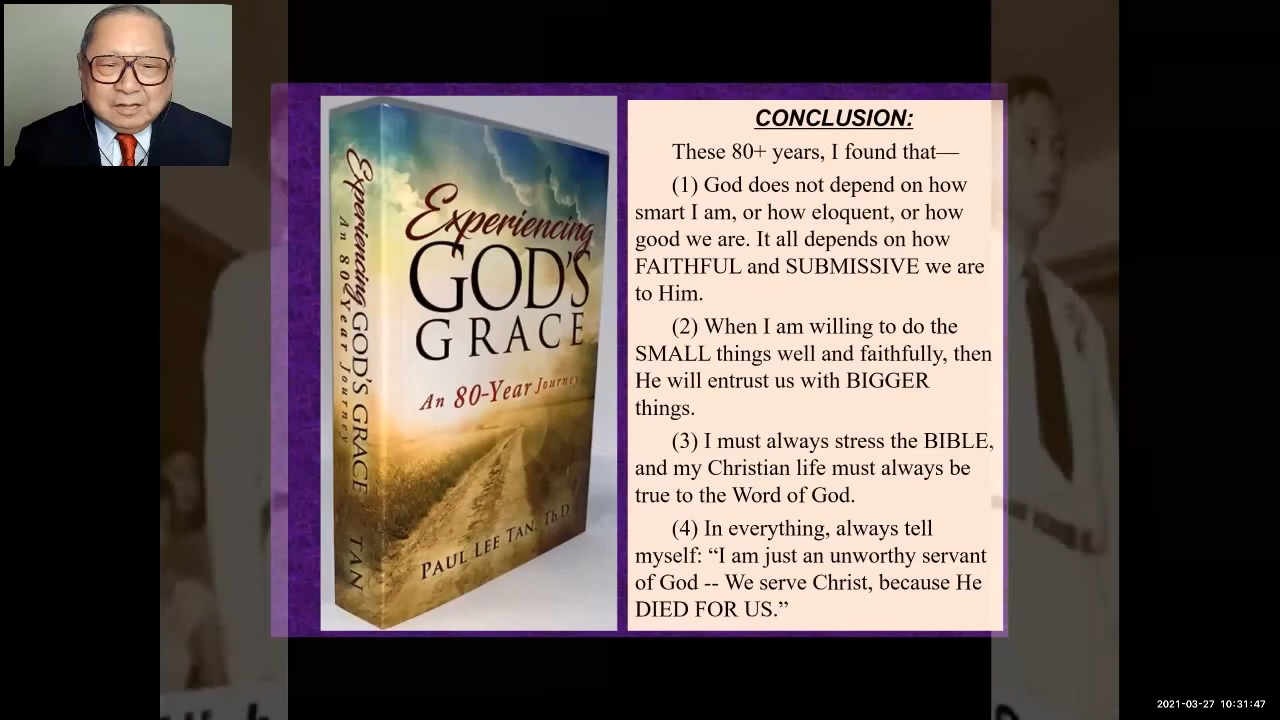 Experiencing
GOD'S
GRACE
An 80-Year Journey
PAUL LEE TAN, Th.D
Experiencing GOD'S GRACE TAN
An 80-Year Journey
CONCLUSION:
These 80+ years, I found that—
(1) God does not depend on how
smart I am, or how eloquent, or how
good we are. It all depends on how
FAITHFUL and SUBMISSIVE we are
to Him.
(2) When I am willing to do the
SMALL things well and faithfully, then
He will entrust us with BIGGER
things.
(3) I must always stress the BIBLE,
and my Christian life must always be
true to the Word of God.
(4) In everything, always tell
myself: “I am just an unworthy servant
of God -- We serve Christ, because He
DIED FOR US.”
2021-03-27 10:31:47